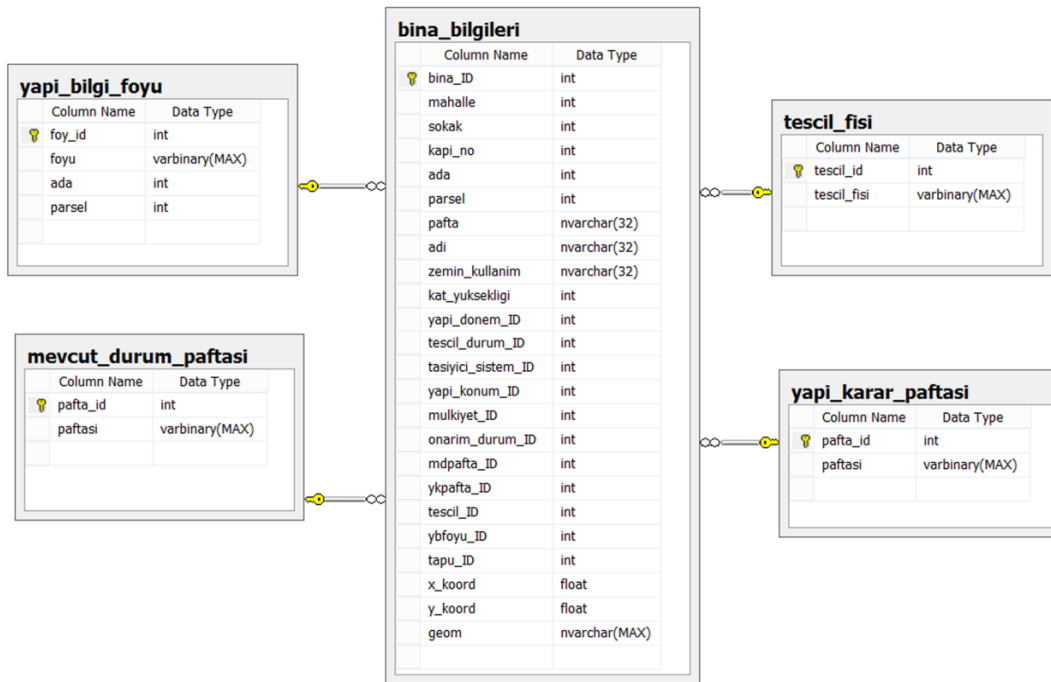 bina_bilgileri
Column Name Data Type
bina_ID int
mahalle int
sokak int
kapi_no int
ada int
parsel int
pafta nvarchar(32)
adi nvarchar(32)
zemin_kullanim nvarchar(32)
kat_yuksekligi int
yapi_donem_ID int
tescil_durum_ID int
tasiyici_sistem_ID int
yapi_konum_ID int
mulkiyet_ID int
onarim_durum_ID int
mdpafta_ID int
ykpafta_ID int
tescil_ID int
ybfoyu_ID int
tapu_ID int
x_koord float
y_koord float
geom nvarchar(MAX)
yapi_bilgi_foyu
Column Name Data Type
foy_id int
foyu varbinary(MAX)
ada int
parsel int
mevcut_durum_paftasi
Column Name Data Type
pafta_id int
paftasi varbinary(MAX)
tescil_fisi
Column Name Data Type
tescil_id int
tescil_fisi varbinary(MAX)
yapi_karar_paftasi
Column Name Data Type
pafta_id int
paftasi varbinary(MAX)